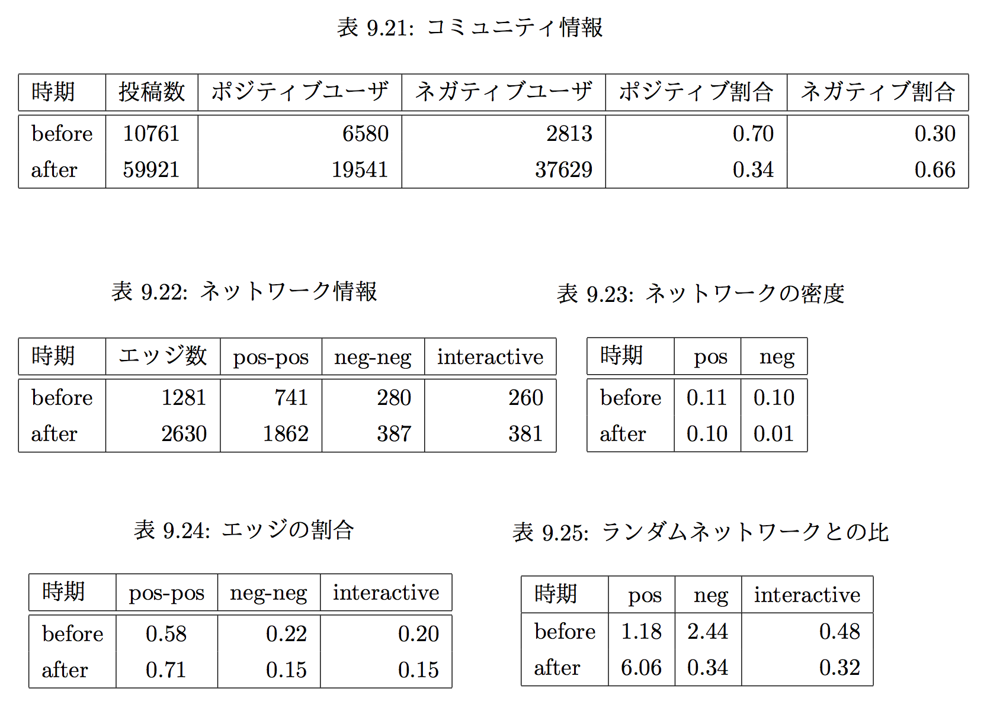 表 9.21: コミュニティ情報
時期 投稿数 ポジティブユーザ ネガティブユーザ ポジティブ割合 ネガティブ割合
before 10761 6580 2813 0.70 0.30
after 59921 19541 37629 0.34 0.66
表 9.22: ネットワーク情報
時期 エッジ数 pos-pos neg-neg interactive
before 1281 741 280 260
after 2630 1862 387 381
表 9.23: ネットワークの密度
時期 pos neg
before 0.11 0.10
after 0.10 0.01
表 9.24: エッジの割合
時期 pos-pos neg-neg interactive
before 0.58 0.22 0.20
after 0.71 0.15 0.15
表 9.25: ランダムネットワークとの比
時期 pos neg interactive
before 1.18 2.44 0.48
after 6.06 0.34 0.32